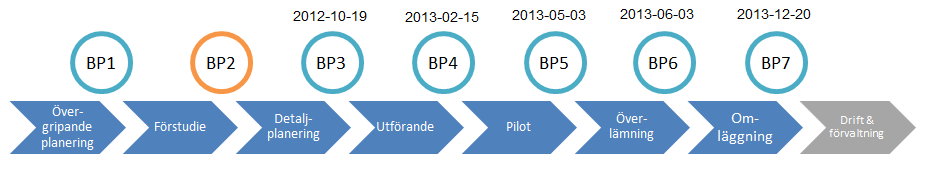 2012-10-19 2013-02-15 2013-05-03 2013-06-03 2013-12-20
BP1 BP2 BP3 BP4 BP5 BP6 BP7
Över-
gripande
planering
Förstudie
Detalj-
planering
Utförande
Pilot
Över-
lämning
Om-
läggning
Drift &
förvaltning